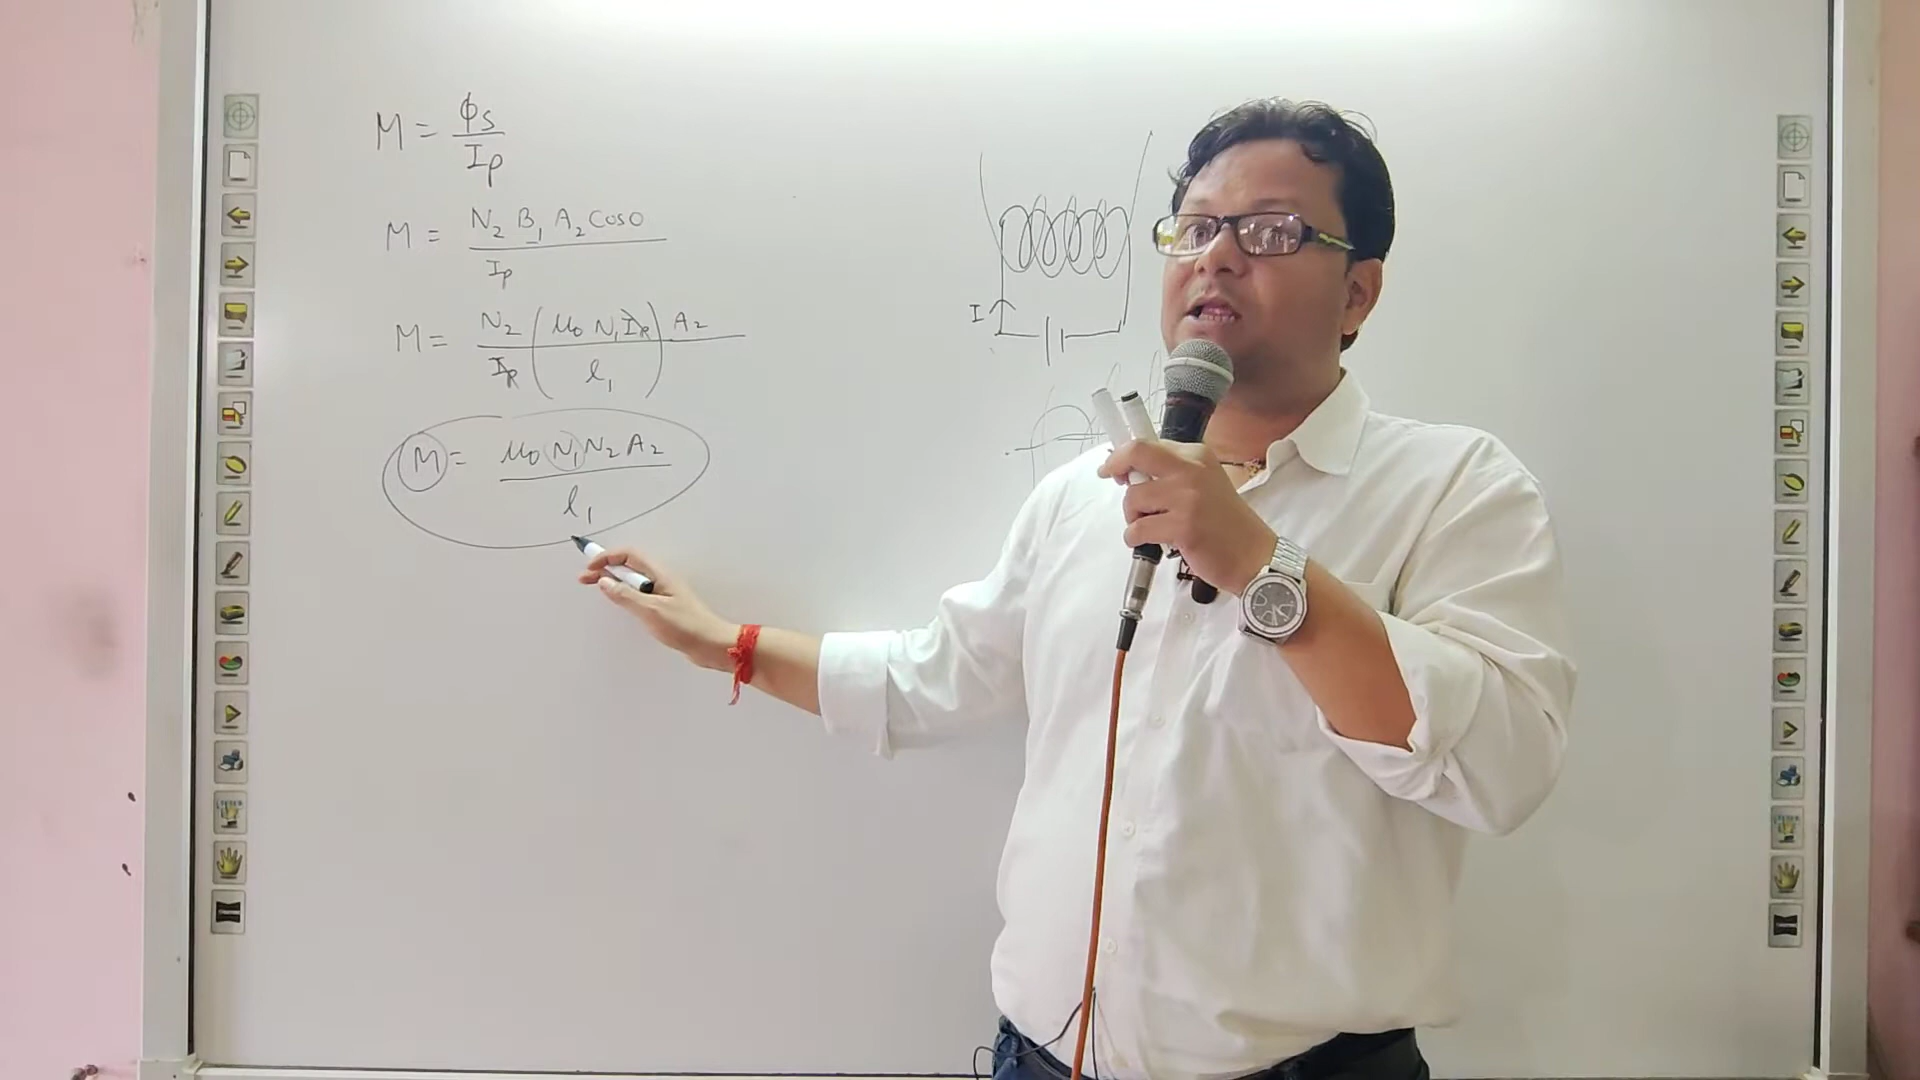 M = ϕs / Ip
M = N₂ B₁ A₂ Cos0 / Ip
M = N₂ / Ip ( μ₀ N₁ Ip / l₁ ) A₂
M = μ₀ N₁ N₂ A₂ / l₁
I